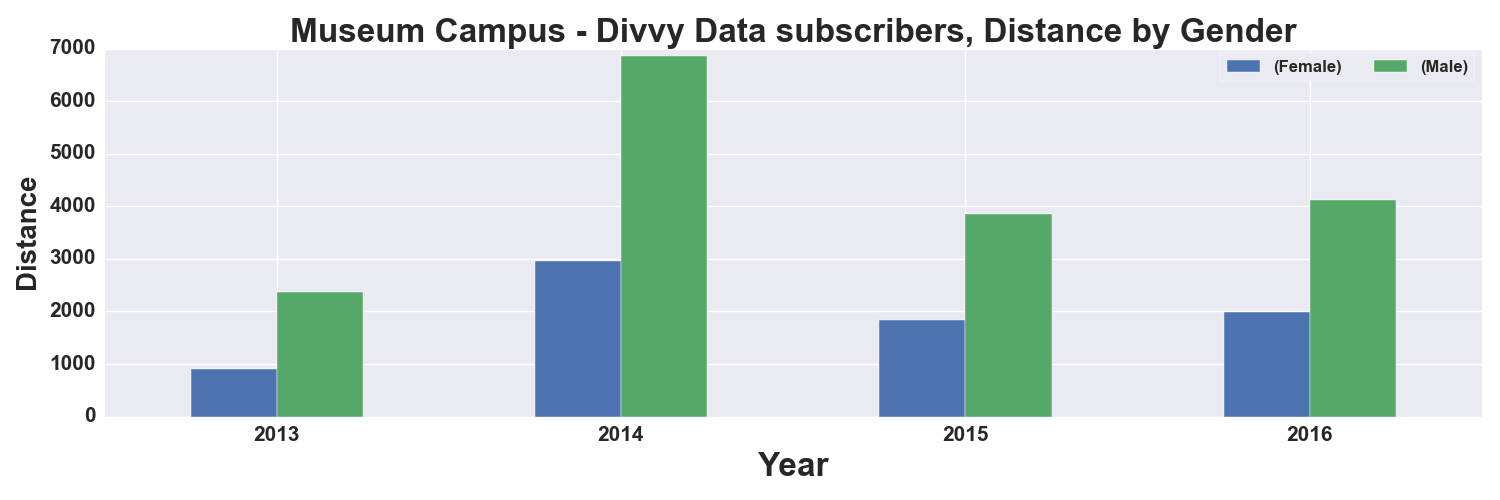 Museum Campus - Divvy Data subscribers, Distance by Gender
7000
6000
5000
4000
3000
2000
1000
0
Distance
(Female) (Male)
2013 2014 2015 2016
Year